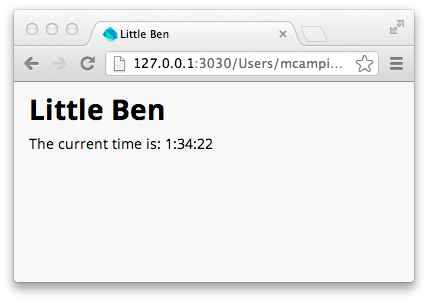 Little Ben
127.0.0.1:3030/Users/mcampi...
Little Ben
The current time is: 1:34:22